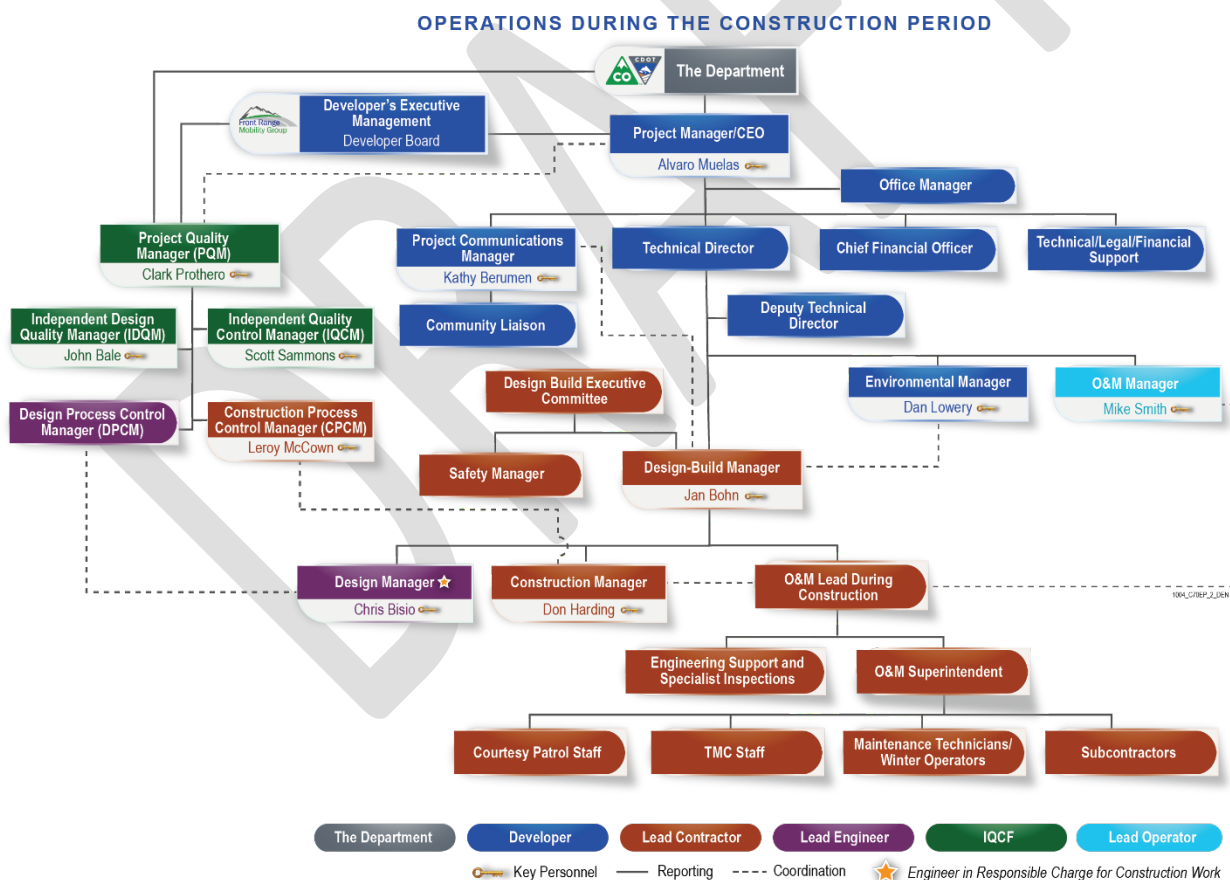 OPERATIONS DURING THE CONSTRUCTION PERIOD
CO
CDOT
The Department
Front Range
Mobility Group
Developer's Executive
Management
Developer Board
Project Manager/CEO
Alvaro Muelas
Office Manager
Project Quality
Manager (PQM)
Clark Prothero
Project Communications
Manager
Kathy Berumen
Technical Director
Chief Financial Officer
Technical/Legal/Financial
Support
Independent Design
Quality Manager (IDQM)
John Bale
Independent Quality
Control Manager (IQCM)
Scott Sammons
Community Liaison
Deputy Technical
Director
Design Build Executive
Committee
Environmental Manager
Dan Lowery
O&M Manager
Mike Smith
Design Process Control
Manager (DPCM)
Construction Process
Control Manager (CPCM)
Leroy McCown
Safety Manager
Design-Build Manager
Jan Bohn
Design Manager
Chris Bisio
Construction Manager
Don Harding
O&M Lead During
Construction
1004_C70EP_2_DEN
Engineering Support and
Specialist Inspections
O&M Superintendent
Courtesy Patrol Staff
TMC Staff
Maintenance Technicians/
Winter Operators
Subcontractors
The Department
Developer
Lead Contractor
Lead Engineer
IQCF
Lead Operator
Key Personnel
Reporting
Coordination
Engineer in Responsible Charge for Construction Work